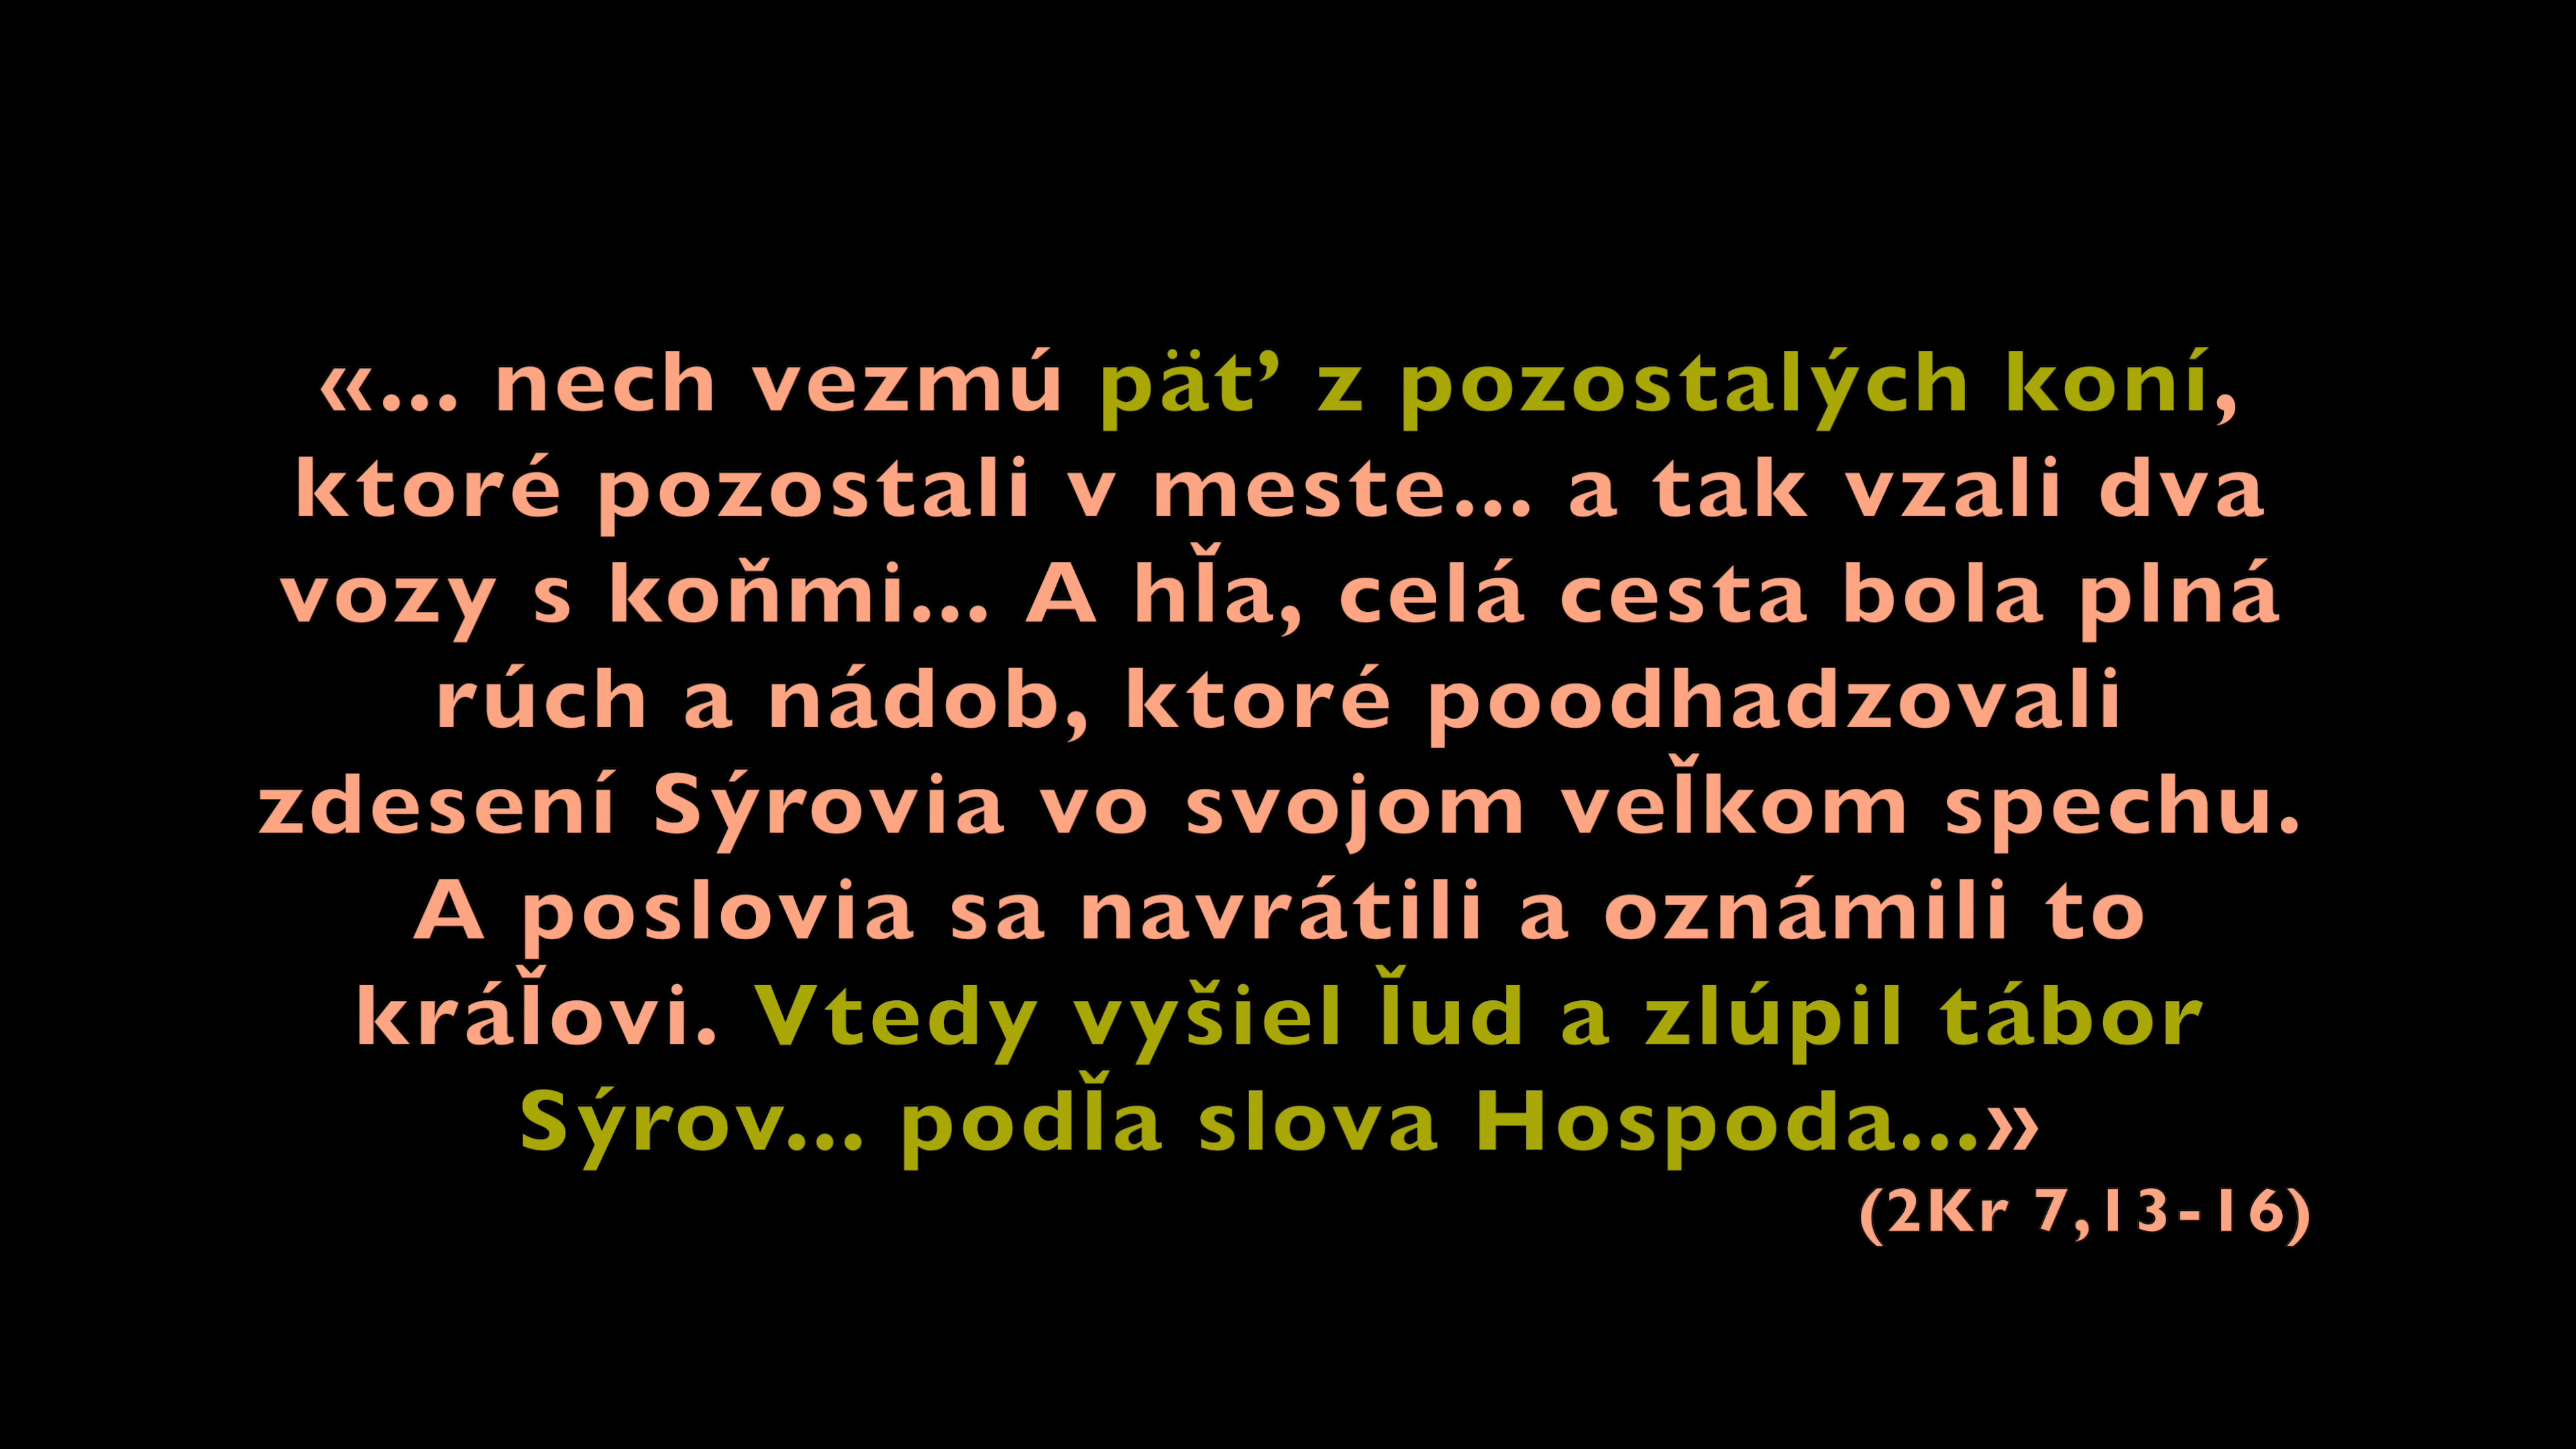 «... nech vezmú päť z pozostalých koní,
ktoré pozostali v meste... a tak vzali dva
vozy s koňmi... A hľa, celá cesta bola plná
rúch a nádob, ktoré poodhadzovali
zdesení Sýrovia vo svojom veľkom spechu.
A poslovia sa navrátili a oznámili to
kráľovi. Vtedy vyšiel ľud a zlúpil tábor
Sýrov... podľa slova Hospoda...»
(2Kr 7,13-16)